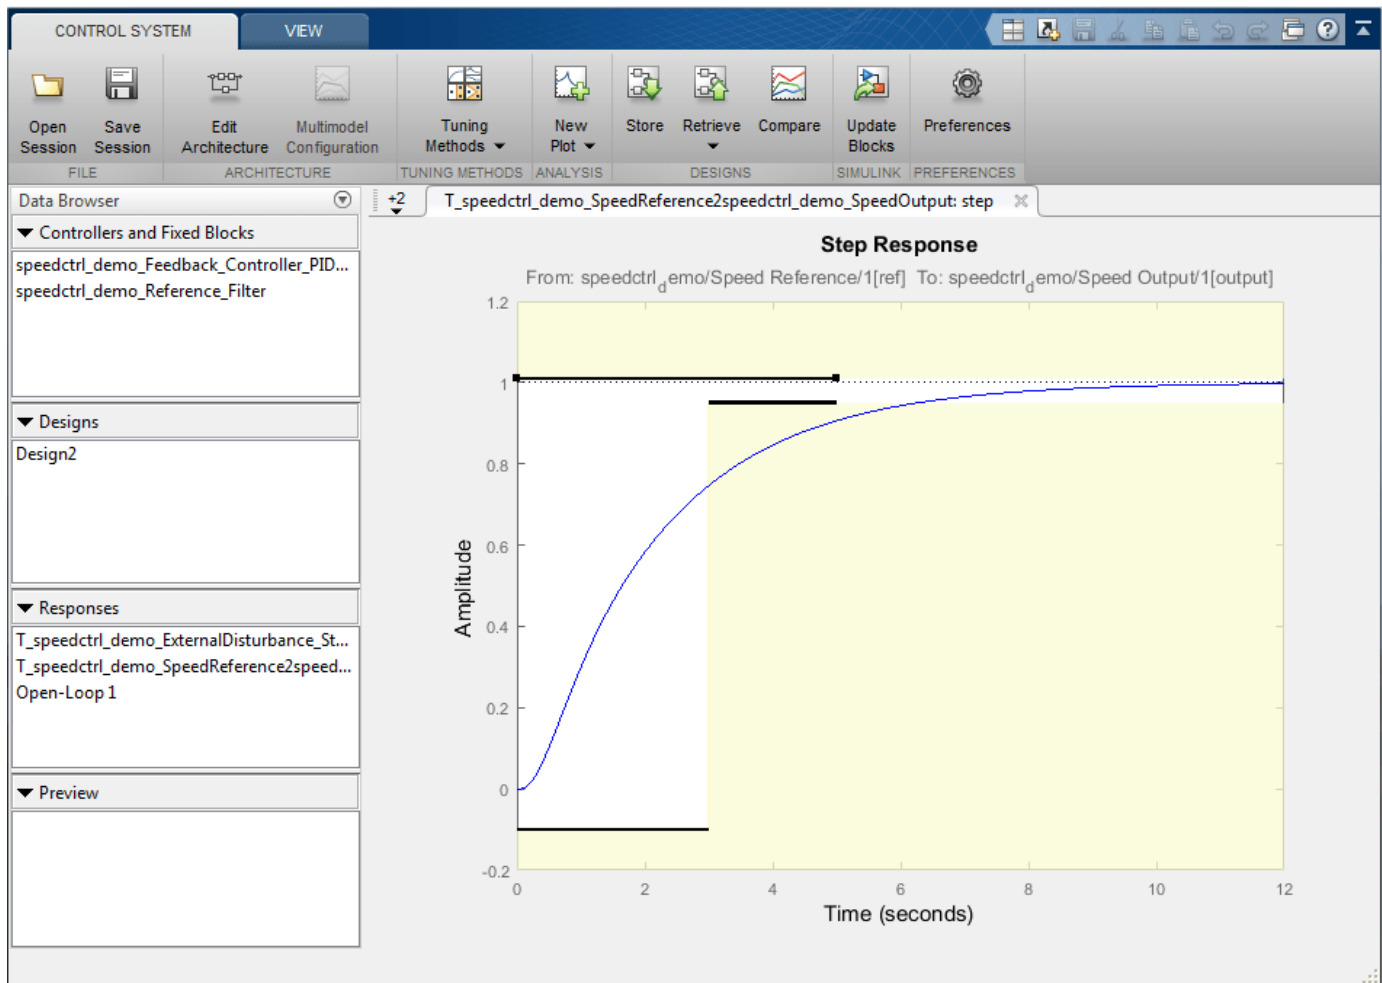 CONTROL SYSTEM VIEW
Open Session
Save Session
Edit Architecture
Multimodel Configuration
Tuning Methods
New Plot
Store
Retrieve
Compare
Update Blocks
Preferences
FILE ARCHITECTURE TUNING METHODS ANALYSIS DESIGNS SIMULINK PREFERENCES
Data Browser
+2
T_speedctrl_demo_SpeedReference2speedctrl_demo_SpeedOutput: step
Controllers and Fixed Blocks
speedctrl_demo_Feedback_Controller_PID...
speedctrl_demo_Reference_Filter
Designs
Design2
Responses
T_speedctrl_demo_ExternalDisturbance_St...
T_speedctrl_demo_SpeedReference2speed...
Open-Loop 1
Preview
Step Response
From: speedctrl_demo/Speed Reference/1[ref] To: speedctrl_demo/Speed Output/1[output]
Amplitude
1.2
1
0.8
0.6
0.4
0.2
0
-0.2
0 2 4 6 8 10 12
Time (seconds)